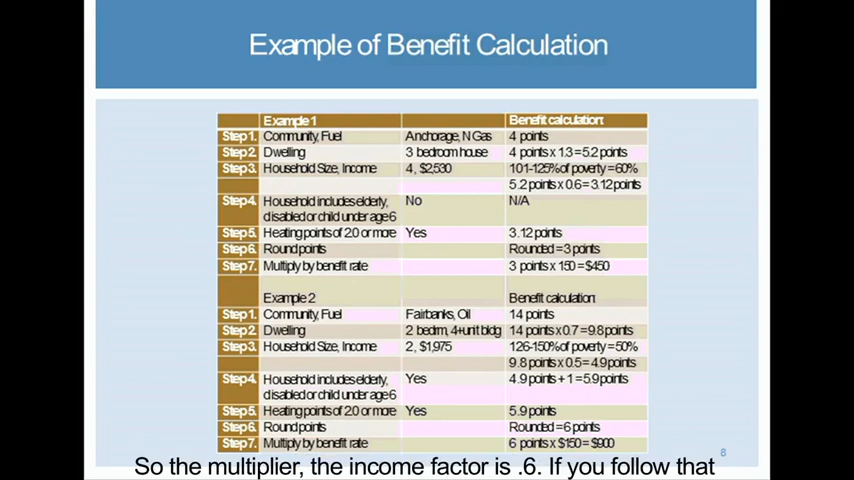 Example of Benefit Calculation
Example 1 Benefit calculation:
Step 1. Community, Fuel Anchorage, N Gas 4 points
Step 2. Dwelling 3 bedroom house 4 points x 1.3 = 5.2 points
Step 3. Household Size, Income 4, $2,530 101-125% of poverty = 60%
5.2 points x 0.6 = 3.12 points
Step 4. Household includes elderly, No N/A
disabled or child under age 6
Step 5. Heating points of 2.0 or more Yes 3.12 points
Step 6. Round points Rounded = 3 points
Step 7. Multiply by benefit rate 3 points x 150 = $450
Example 2 Benefit calculation:
Step 1. Community, Fuel Fairbanks, Oil 14 points
Step 2. Dwelling 2 bedrm, 4+unit bldg 14 points x 0.7 = 9.8 points
Step 3. Household Size, Income 2, $1,975 126-150% of poverty = 50%
9.8 points x 0.5 = 4.9 points
Step 4. Household includes elderly, Yes 4.9 points + 1 = 5.9 points
disabled or child under age 6
Step 5. Heating points of 2.0 or more Yes 5.9 points
Step 6. Round points Rounded = 6 points
Step 7. Multiply by benefit rate 6 points x $150 = $900
8
So the multiplier, the income factor is .6. If you follow that